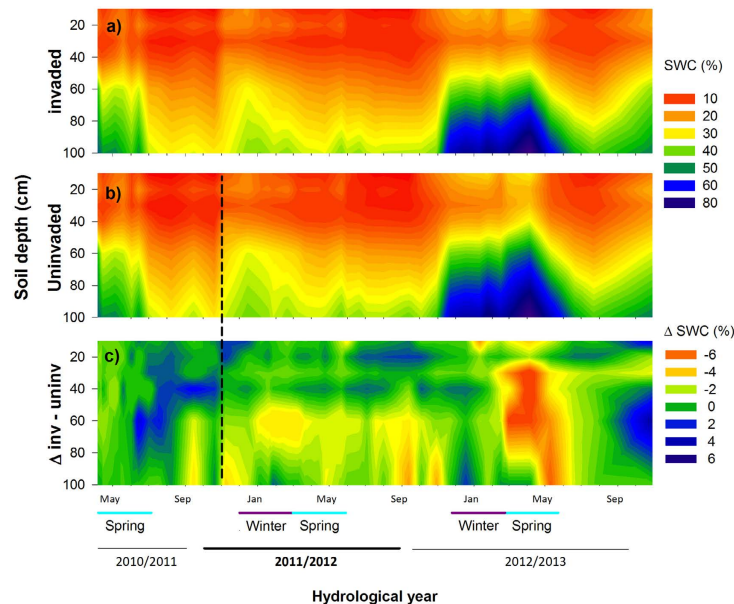 a)
invaded
20
40
60
80
100
SWC (%)
10
20
30
40
50
60
80
Soil depth (cm)
b)
Uninvaded
20
40
60
80
100
c)
Δ inv - uninv
20
40
60
80
100
Δ SWC (%)
-6
-4
-2
0
2
4
6
May Sep Jan May Sep Jan May Sep
Spring Winter Spring Winter Spring
2010/2011 2011/2012 2012/2013
Hydrological year